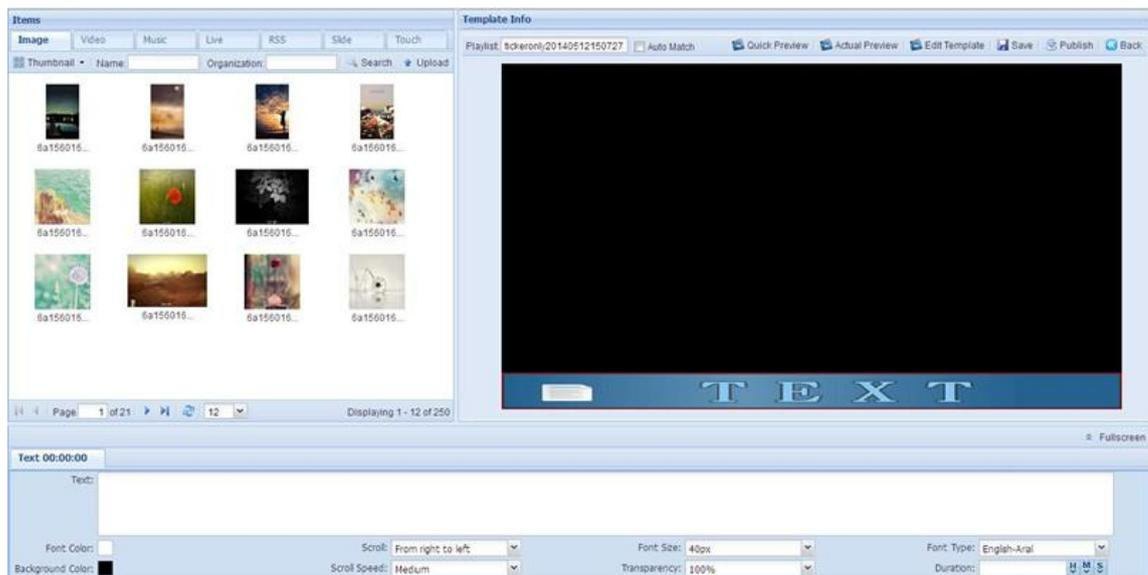 Items
Image Video Music Live RSS Slide Touch
Thumbnail Name: Organization: Search Upload
6a156016... 6a156016... 6a156016... 6a156016...
6a156016... 6a156016... 6a156016... 6a156016...
6a156016... 6a156016... 6a156016... 6a156016...
Page 1 of 21 12 Displaying 1 - 12 of 250
Template Info
Playlist: tickeronly20140512150727 Auto Match Quick Preview Actual Preview Edit Template Save Publish Back
TEXT
Fullscreen
Text 00:00:00
Text:
Font Color: Scroll: From right to left Font Size: 40px Font Type: English-Arial
Background Color: Scroll Speed: Medium Transparency: 100% Duration: H M S